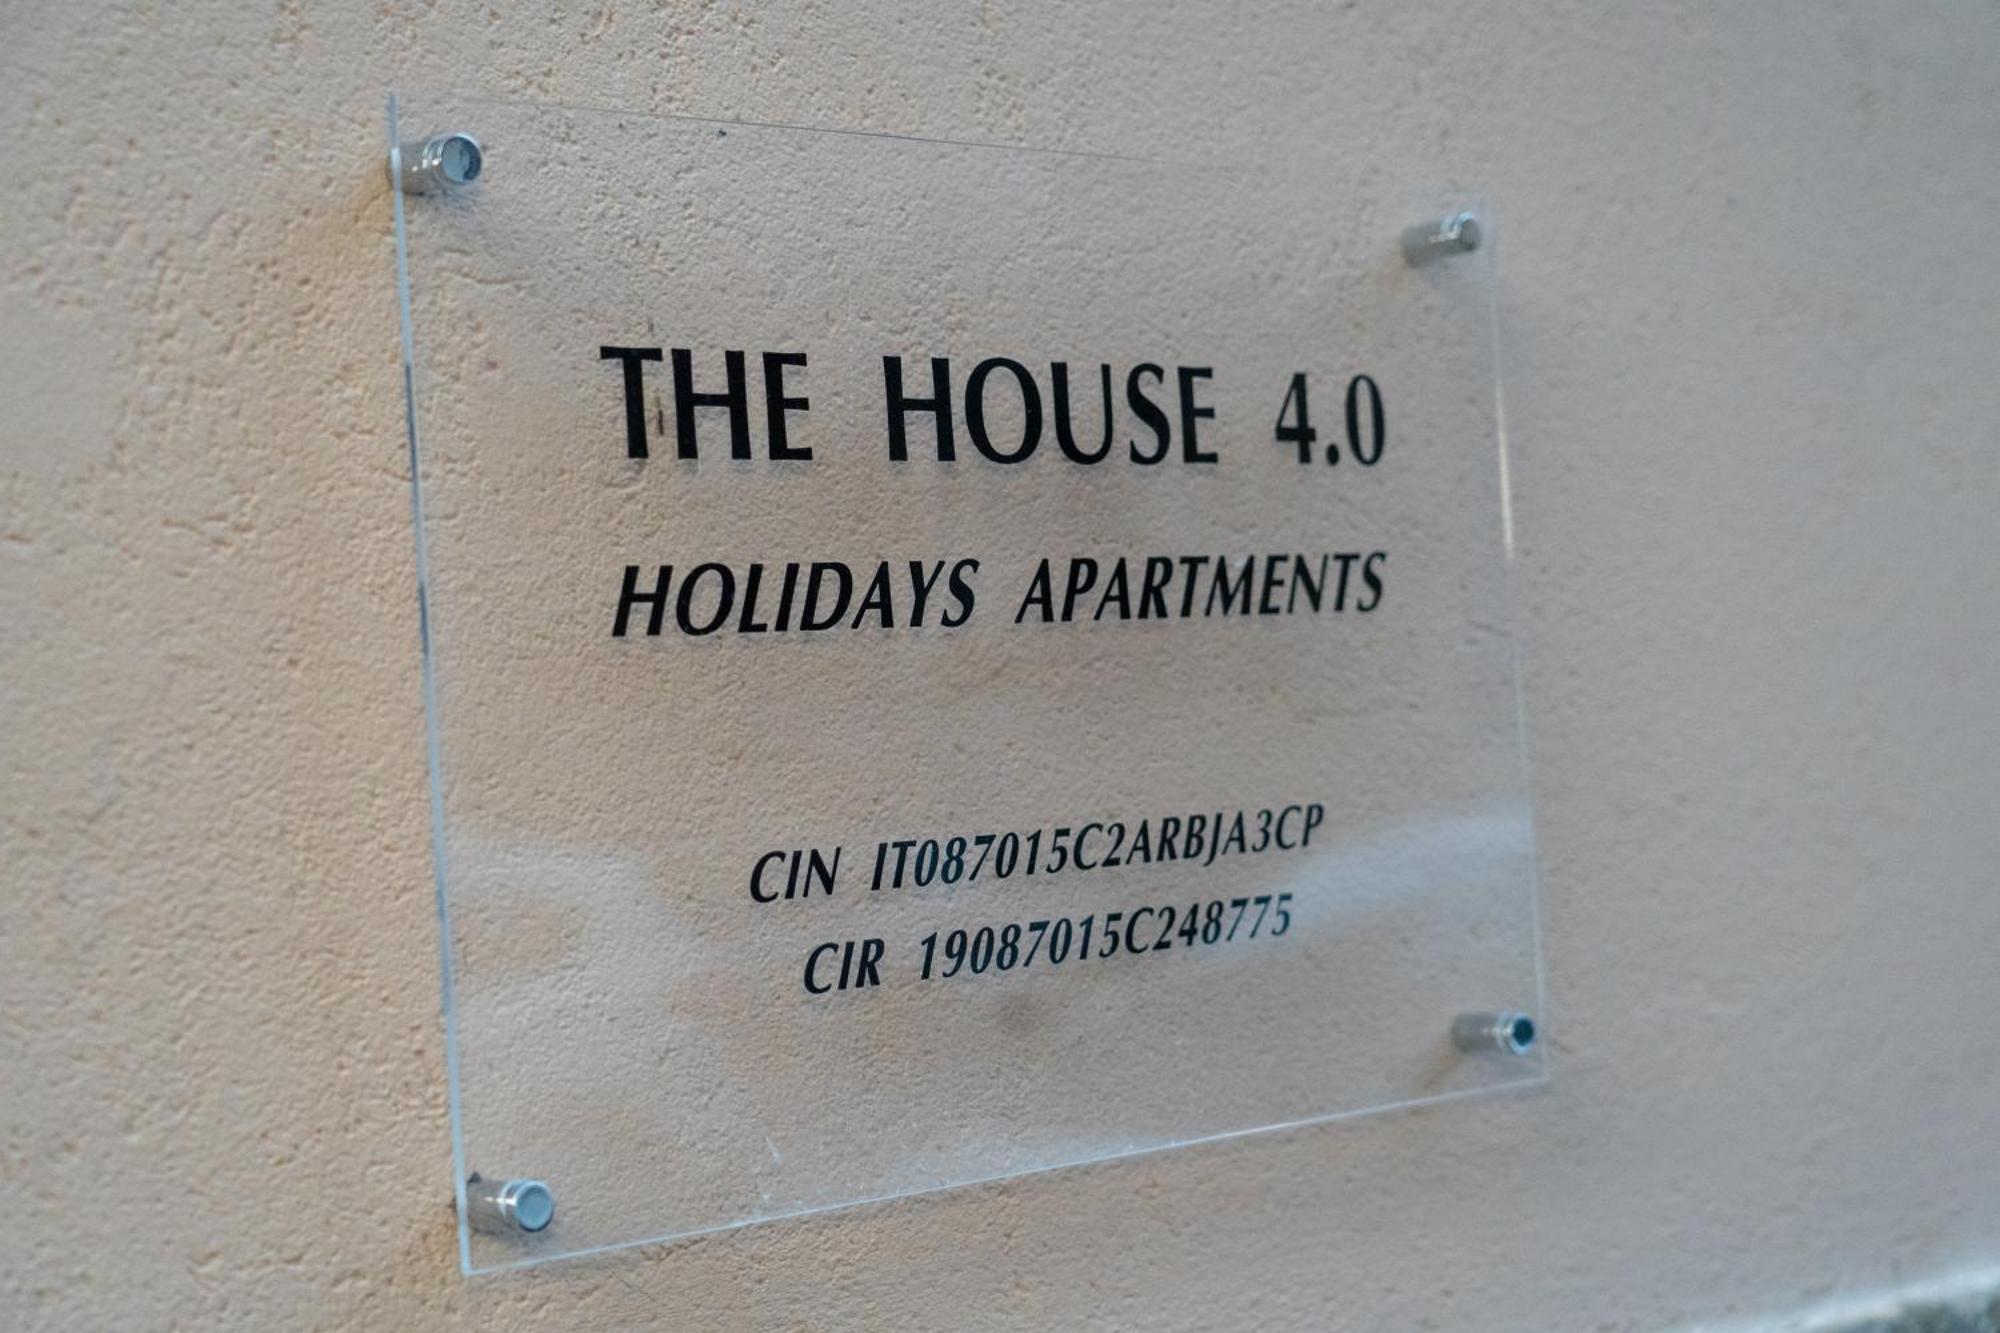 THE HOUSE 4.0
HOLIDAYS APARTMENTS
CIN IT087015C2ARBJA3CP
CIR 19087015C248775